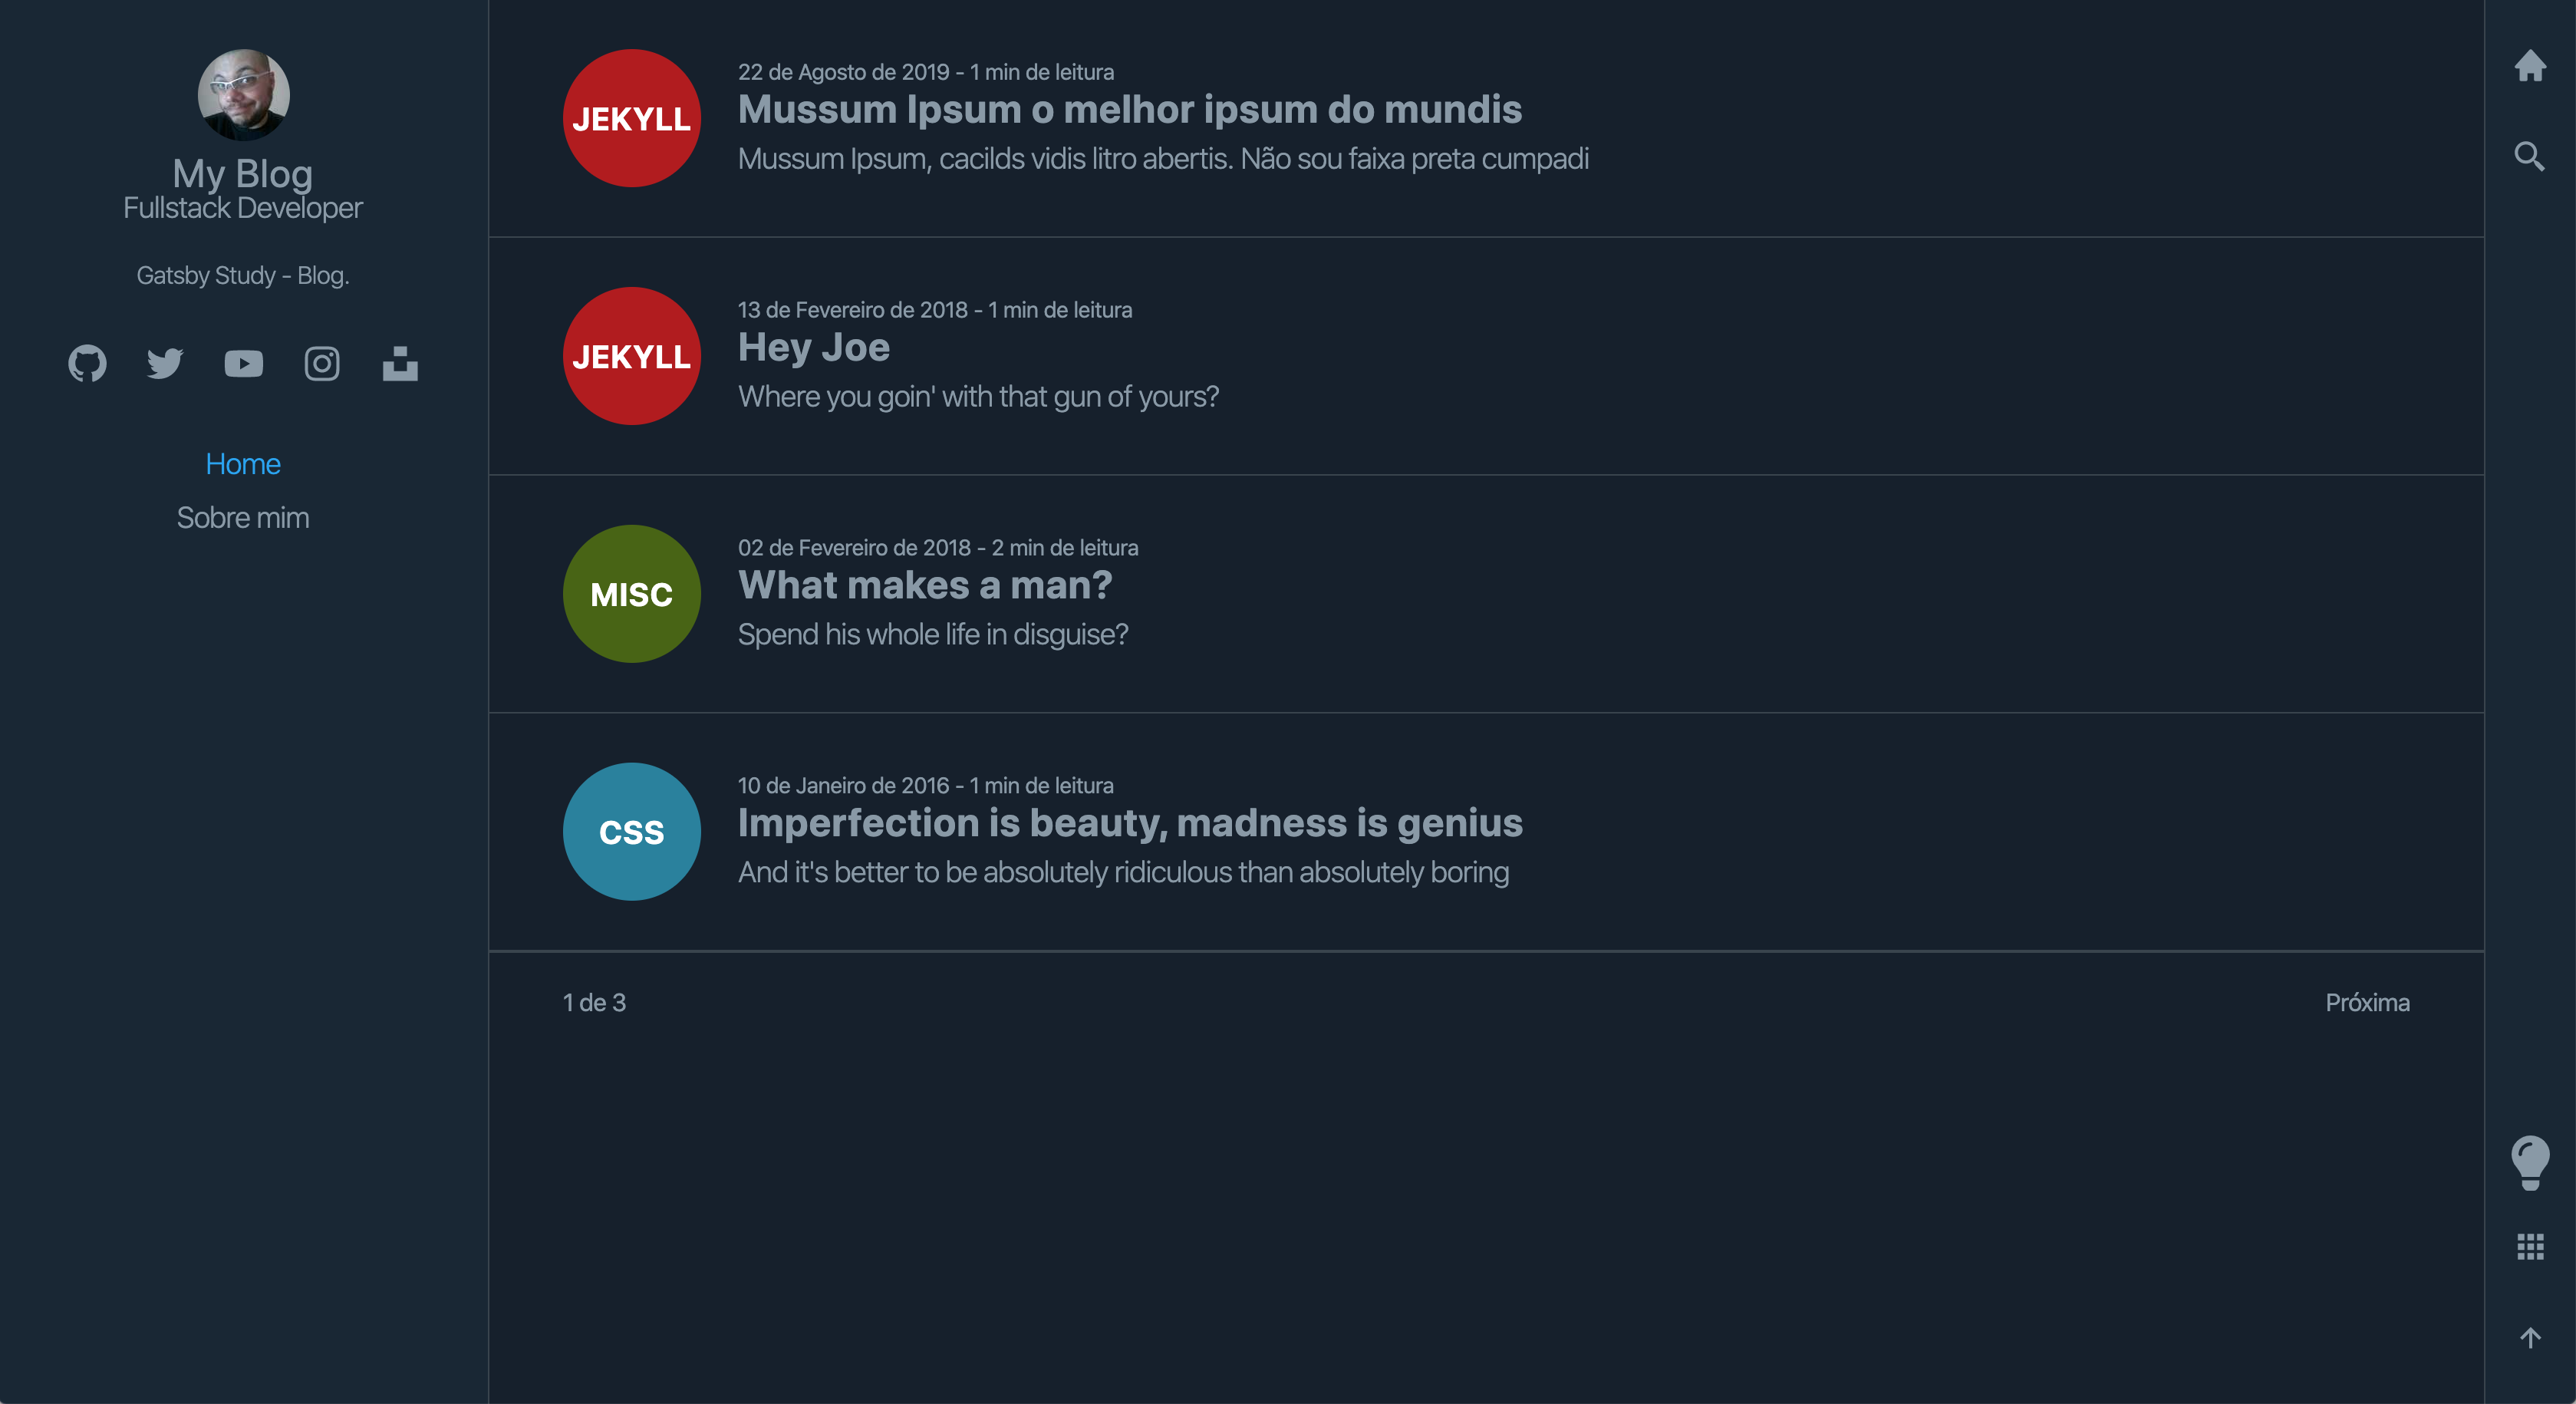 My Blog
Fullstack Developer
Gatsby Study - Blog.
Home
Sobre mim
JEKYLL
22 de Agosto de 2019 - 1 min de leitura
Mussum Ipsum o melhor ipsum do mundis
Mussum Ipsum, cacilds vidis litro abertis. Não sou faixa preta cumpadi
JEKYLL
13 de Fevereiro de 2018 - 1 min de leitura
Hey Joe
Where you goin' with that gun of yours?
MISC
02 de Fevereiro de 2018 - 2 min de leitura
What makes a man?
Spend his whole life in disguise?
CSS
10 de Janeiro de 2016 - 1 min de leitura
Imperfection is beauty, madness is genius
And it's better to be absolutely ridiculous than absolutely boring
1 de 3
Próxima